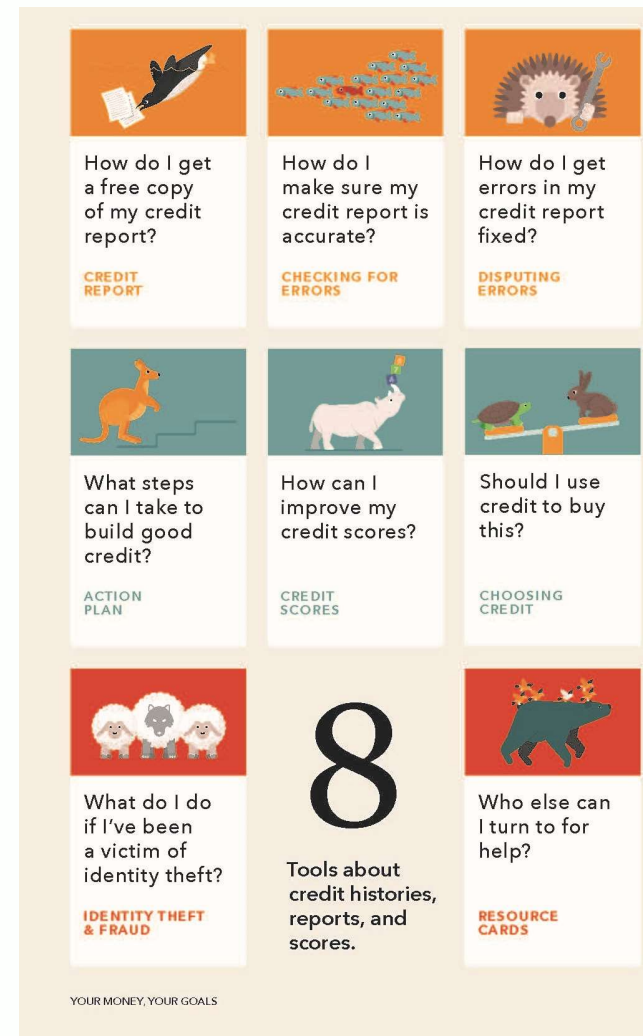 How do I get
a free copy
of my credit
report?
CREDIT
REPORT
How do I
make sure my
credit report is
accurate?
CHECKING FOR
ERRORS
How do I get
errors in my
credit report
fixed?
DISPUTING
ERRORS
What steps
can I take to
build good
credit?
ACTION
PLAN
How can I
improve my
credit scores?
CREDIT
SCORES
Should I use
credit to buy
this?
CHOOSING
CREDIT
What do I do
if I’ve been
a victim of
identity theft?
IDENTITY THEFT
& FRAUD
8
Tools about
credit histories,
reports, and
scores.
Who else can
I turn to for
help?
RESOURCE
CARDS
YOUR MONEY, YOUR GOALS